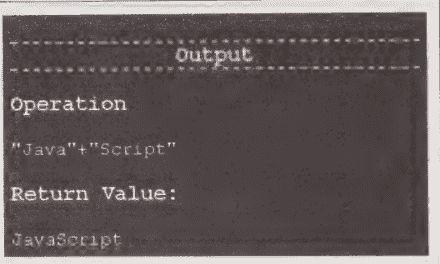 Output
Operation
"Java"+"Script"
Return Value:
JavaScript